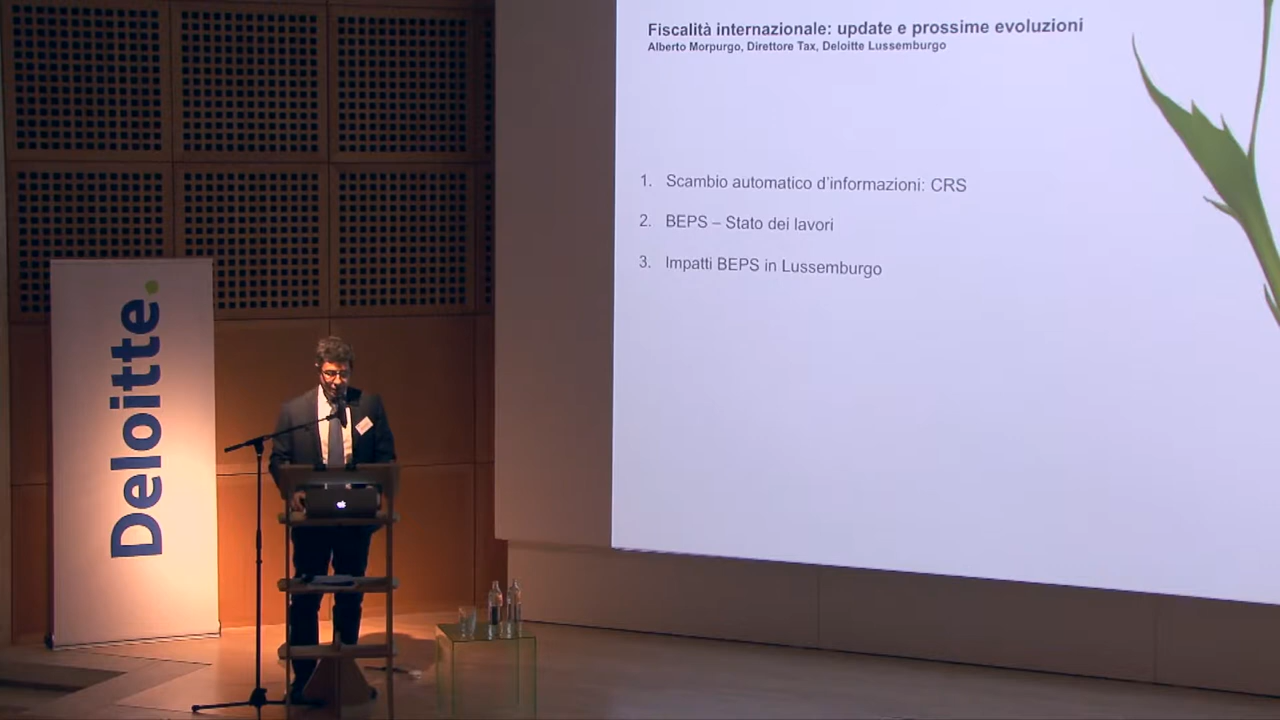 Fiscalità internazionale: update e prossime evoluzioni
Alberto Morpurgo, Direttore Tax, Deloitte Lussemburgo
1. Scambio automatico d'informazioni: CRS
2. BEPS – Stato dei lavori
3. Impatti BEPS in Lussemburgo
Deloitte.